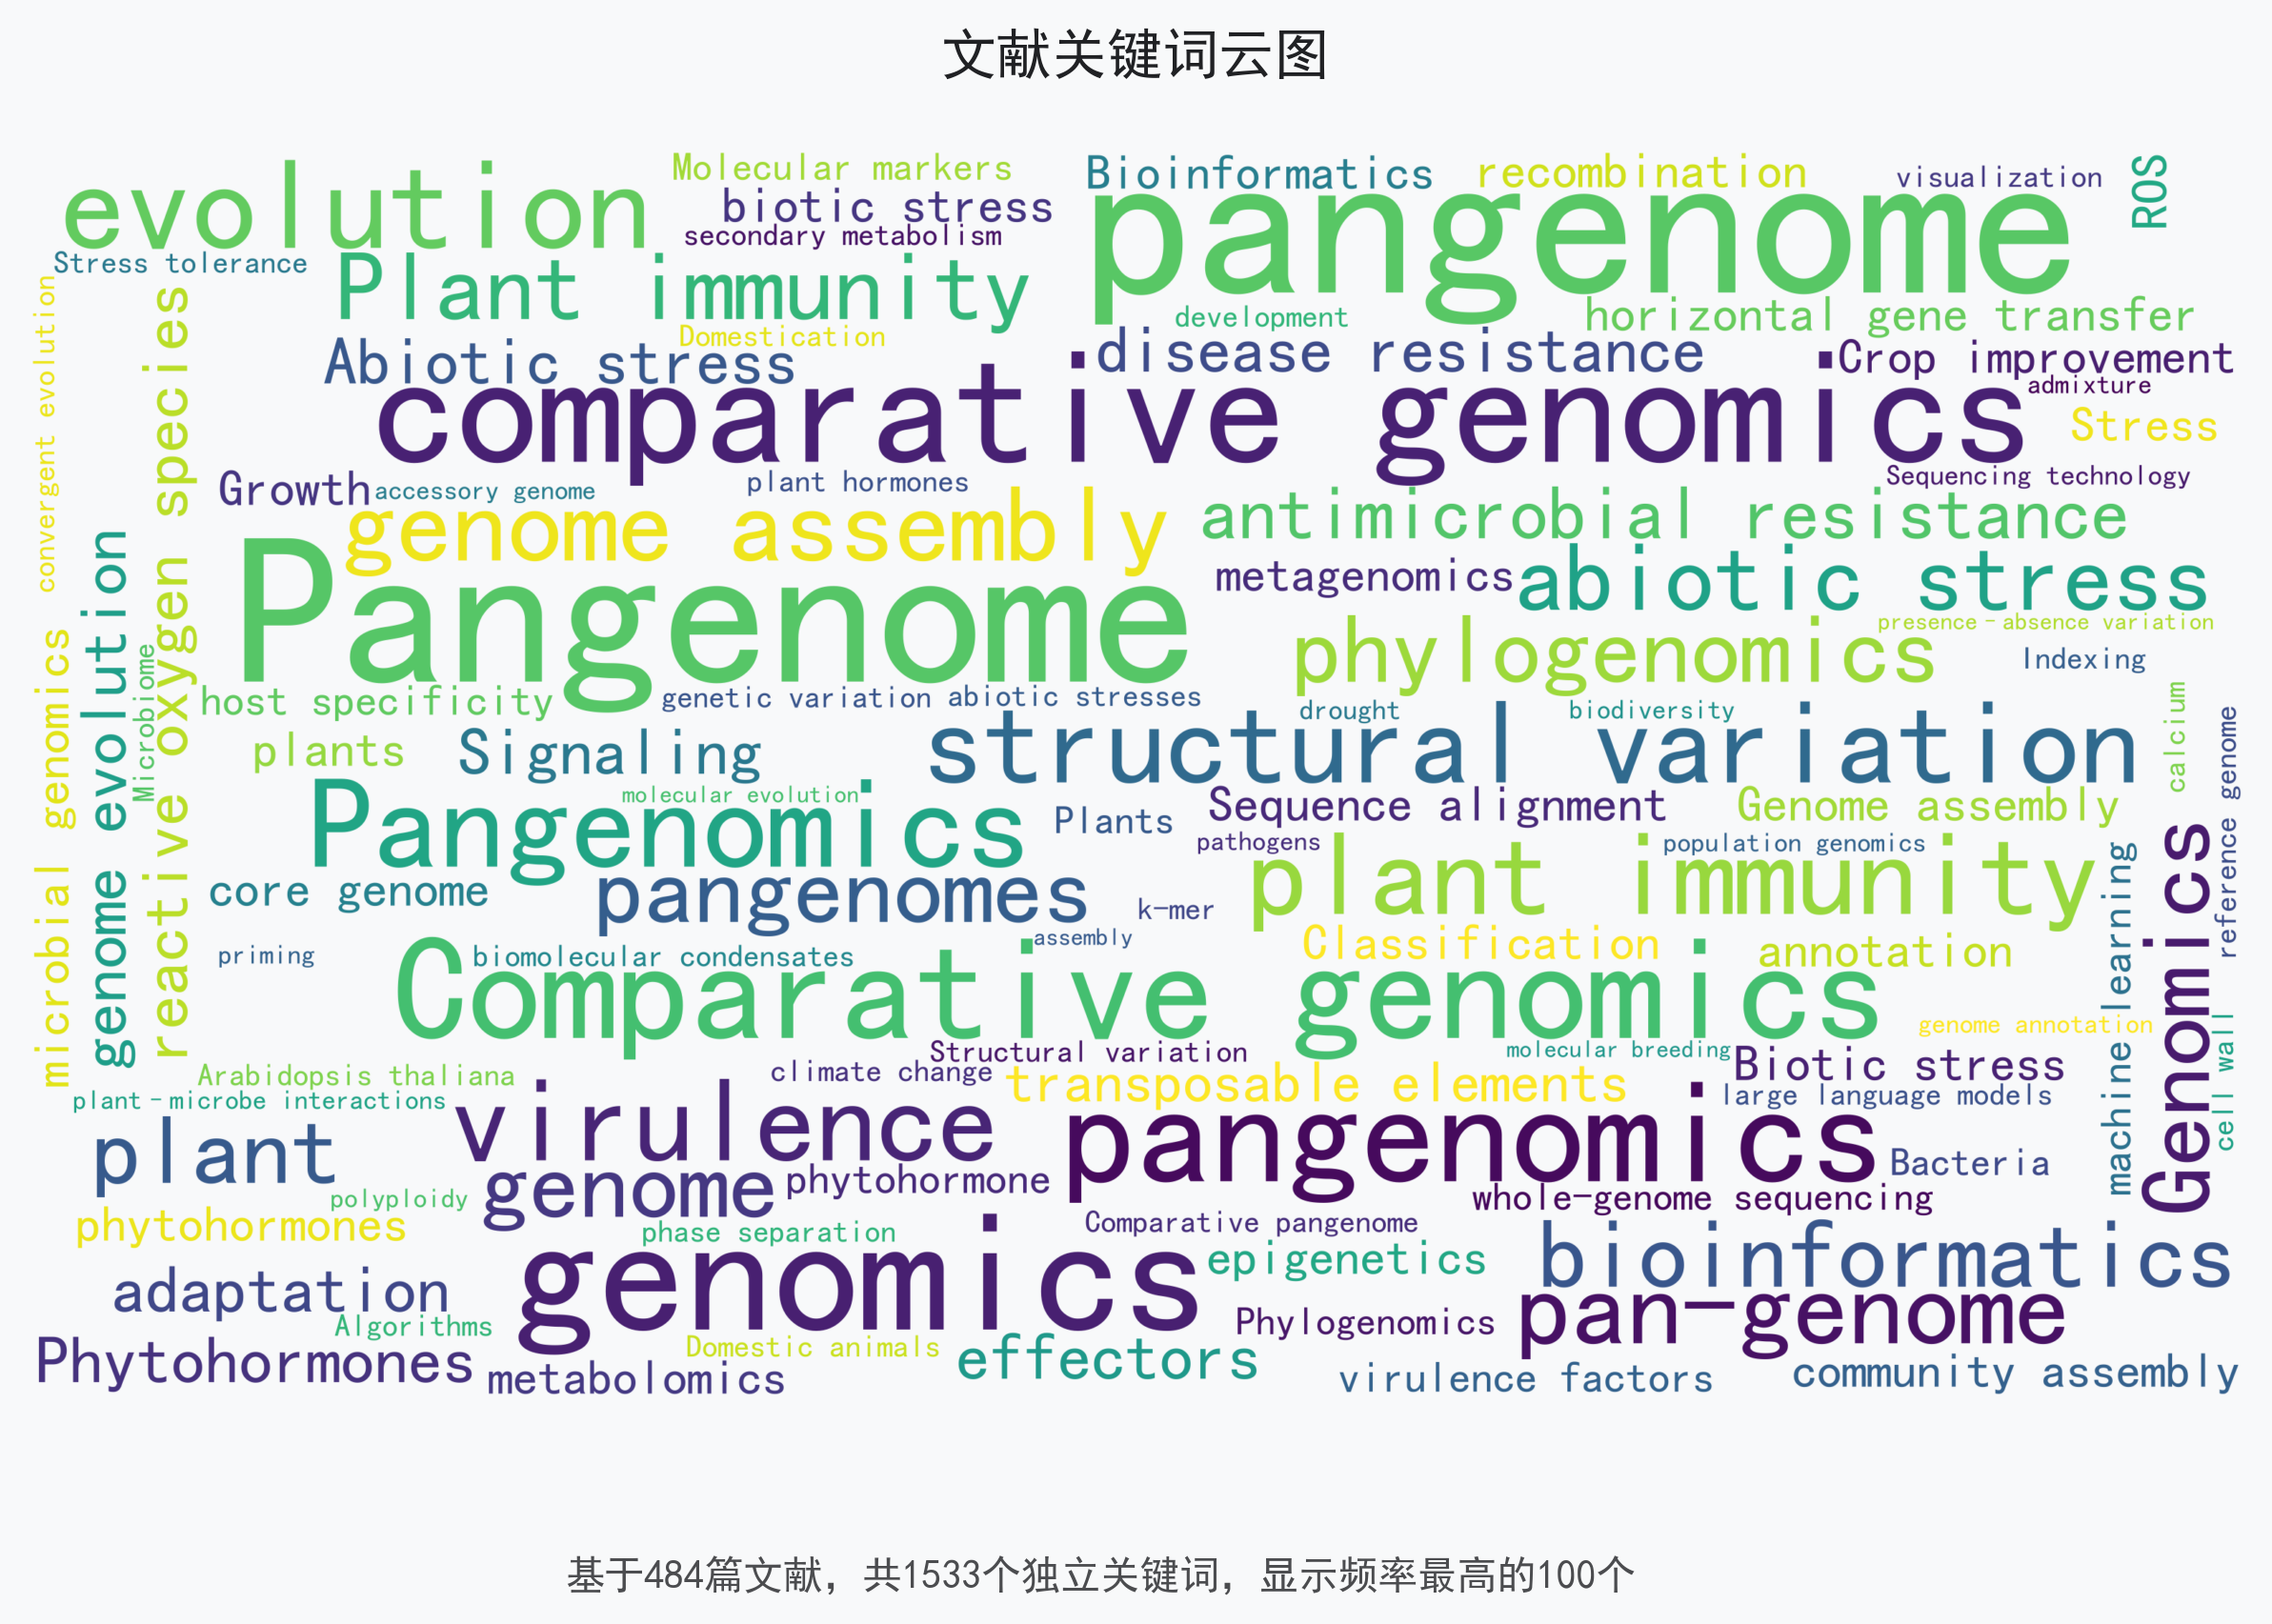 文献关键词云图
evolution
Molecular markers
biotic stress
secondary metabolism
Bioinformatics
recombination
visualization
ROS
pangenome
Stress tolerance
Plant immunity
development
horizontal gene transfer
Domestication
Abiotic stress
disease resistance
Crop improvement
admixture
comparative genomics
Stress
convergent evolution
reactive oxygen species
Growth
accessory genome
plant hormones
Sequencing technology
genome assembly
antimicrobial resistance
Pangenome
metagenomics
abiotic stress
presence-absence variation
phylogenomics
Indexing
genome evolution
microbial genomics
Microbiome
host specificity
genetic variation
abiotic stresses
drought
biodiversity
calcium
reference genome
plants
Signaling
structural variation
molecular evolution
Pangenomics
Plants
Sequence alignment
Genome assembly
pathogens
population genomics
plant immunity
machine learning
Genomics
core genome
pangenomes
k-mer
assembly
Classification
annotation
priming
biomolecular condensates
Comparative genomics
genome annotation
cell wall
Structural variation
molecular breeding
Biotic stress
Arabidopsis thaliana
climate change
transposable elements
large language models
plant-microbe interactions
virulence
plant
pangenomics
Bacteria
genome
phytohormone
polyploidy
whole-genome sequencing
phytohormones
phase separation
Comparative pangenome
genomics
epigenetics
bioinformatics
adaptation
Algorithms
Phylogenomics
pan-genome
Phytohormones
Domestic animals
metabolomics
effectors
virulence factors
community assembly
基于484篇文献，共1533个独立关键词，显示频率最高的100个